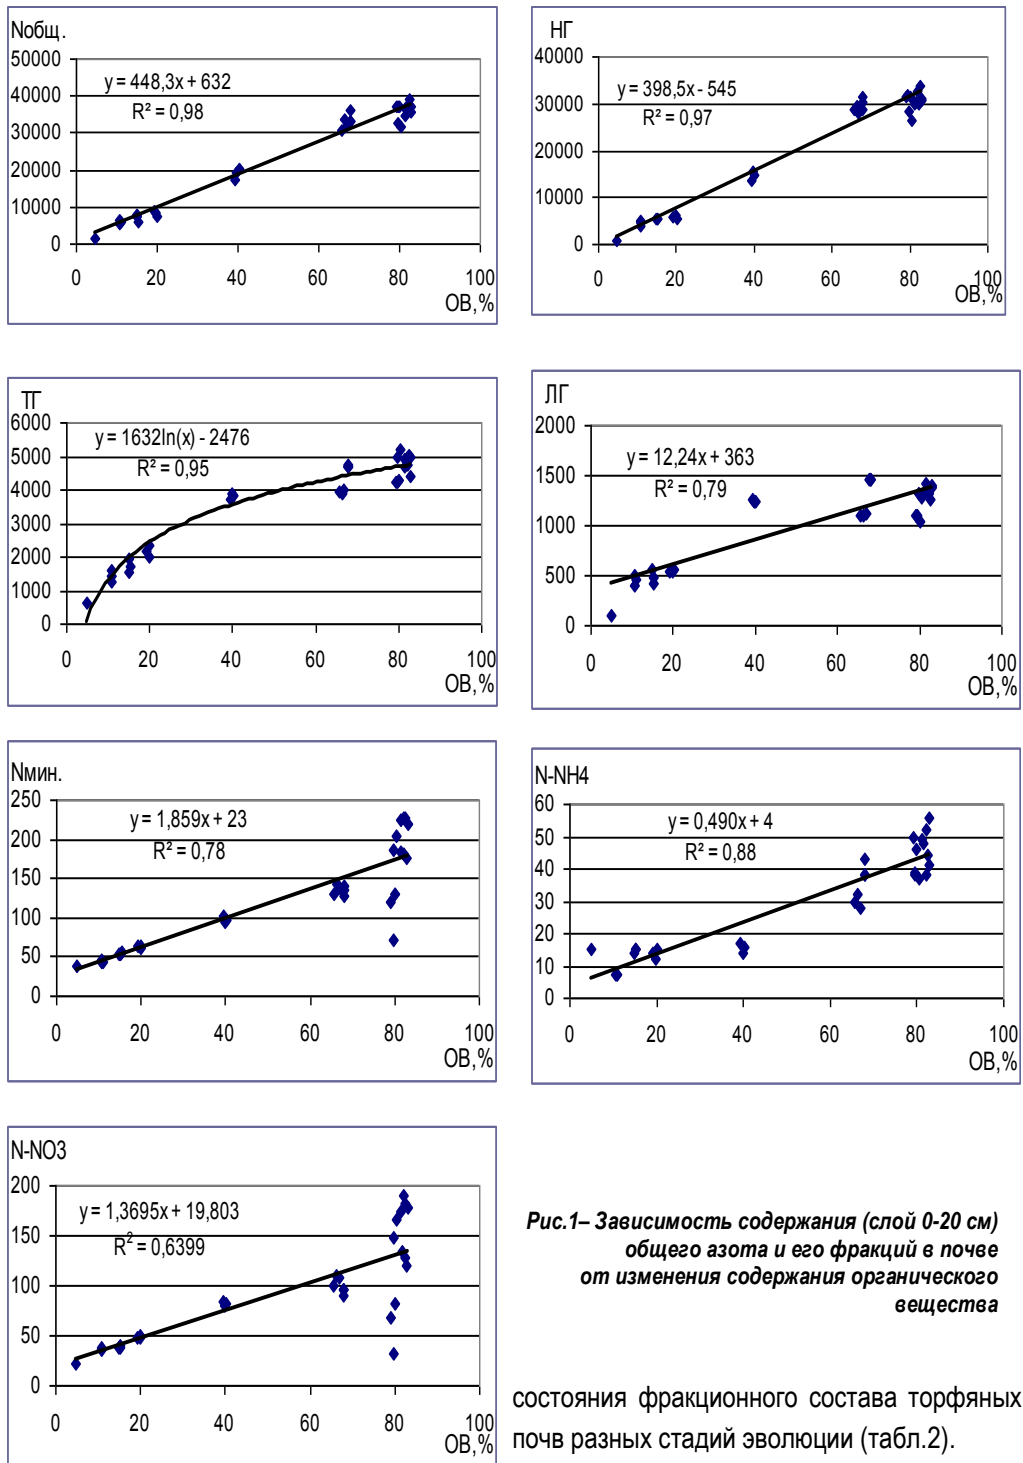 Nобщ.
50000
40000
30000
20000
10000
0
y = 448,3x + 632
R² = 0,98
0 20 40 60 80 100
ОВ,%
НГ
40000
30000
20000
10000
0
y = 398,5x - 545
R² = 0,97
0 20 40 60 80 100
ОВ,%
ТГ
6000
5000
4000
3000
2000
1000
0
y = 1632ln(x) - 2476
R² = 0,95
0 20 40 60 80 100
ОВ,%
ЛГ
2000
1500
1000
500
0
y = 12,24x + 363
R² = 0,79
0 20 40 60 80 100
ОВ,%
Nмин.
250
200
150
100
50
0
y = 1,859x + 23
R² = 0,78
0 20 40 60 80 100
ОВ,%
N-NH4
60
50
40
30
20
10
0
y = 0,490x + 4
R² = 0,88
0 20 40 60 80 100
ОВ,%
N-NO3
200
150
100
50
0
y = 1,3695x + 19,803
R² = 0,6399
0 20 40 60 80 100
ОВ,%
Рис.1– Зависимость содержания (слой 0-20 см)
общего азота и его фракций в почве
от изменения содержания органического
вещества
состояния фракционного состава торфяных
почв разных стадий эволюции (табл.2).